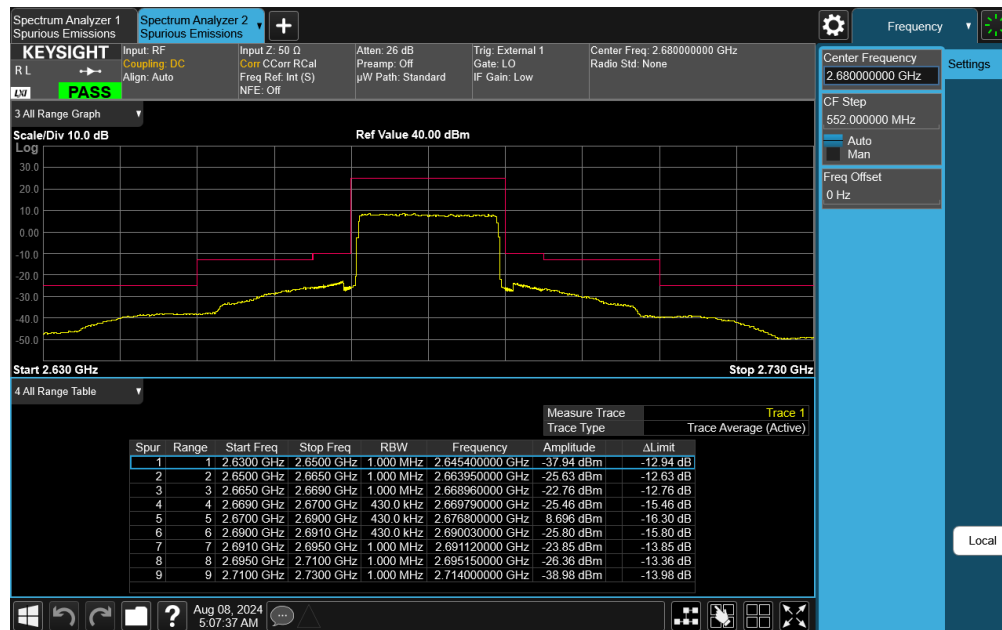 Spectrum Analyzer 1
Spurious Emissions
Spectrum Analyzer 2
Spurious Emissions
Frequency
KEYSIGHT
R L
LXI
PASS
Input: RF
Coupling: DC
Align: Auto
Input Z: 50 Ω
Corr CCorr RCal
Freq Ref: Int (S)
NFE: Off
Atten: 26 dB
Preamp: Off
µW Path: Standard
Trig: External 1
Gate: LO
IF Gain: Low
Center Freq: 2.680000000 GHz
Radio Std: None
Center Frequency
2.680000000 GHz
Settings
CF Step
552.000000 MHz
Auto
Man
Freq Offset
0 Hz
3 All Range Graph
Scale/Div 10.0 dB
Ref Value 40.00 dBm
Log
30.0
20.0
10.0
0.00
-10.0
-20.0
-30.0
-40.0
-50.0
Start 2.630 GHz
Stop 2.730 GHz
4 All Range Table
Measure Trace Trace 1
Trace Type Trace Average (Active)
Spur Range Start Freq Stop Freq RBW Frequency Amplitude ΔLimit
1 1 2.6300 GHz 2.6500 GHz 1.000 MHz 2.645400000 GHz -37.94 dBm -12.94 dB
2 2 2.6500 GHz 2.6650 GHz 1.000 MHz 2.663950000 GHz -25.63 dBm -12.63 dB
3 3 2.6650 GHz 2.6690 GHz 1.000 MHz 2.668960000 GHz -22.76 dBm -12.76 dB
4 4 2.6690 GHz 2.6700 GHz 430.0 kHz 2.669790000 GHz -25.46 dBm -15.46 dB
5 5 2.6700 GHz 2.6900 GHz 430.0 kHz 2.676800000 GHz 8.696 dBm -16.30 dB
6 6 2.6900 GHz 2.6910 GHz 430.0 kHz 2.690030000 GHz -25.80 dBm -15.80 dB
7 7 2.6910 GHz 2.6950 GHz 1.000 MHz 2.691120000 GHz -23.85 dBm -13.85 dB
8 8 2.6950 GHz 2.7100 GHz 1.000 MHz 2.695150000 GHz -26.36 dBm -13.36 dB
9 9 2.7100 GHz 2.7300 GHz 1.000 MHz 2.714000000 GHz -38.98 dBm -13.98 dB
Local
Aug 08, 2024
5:07:37 AM